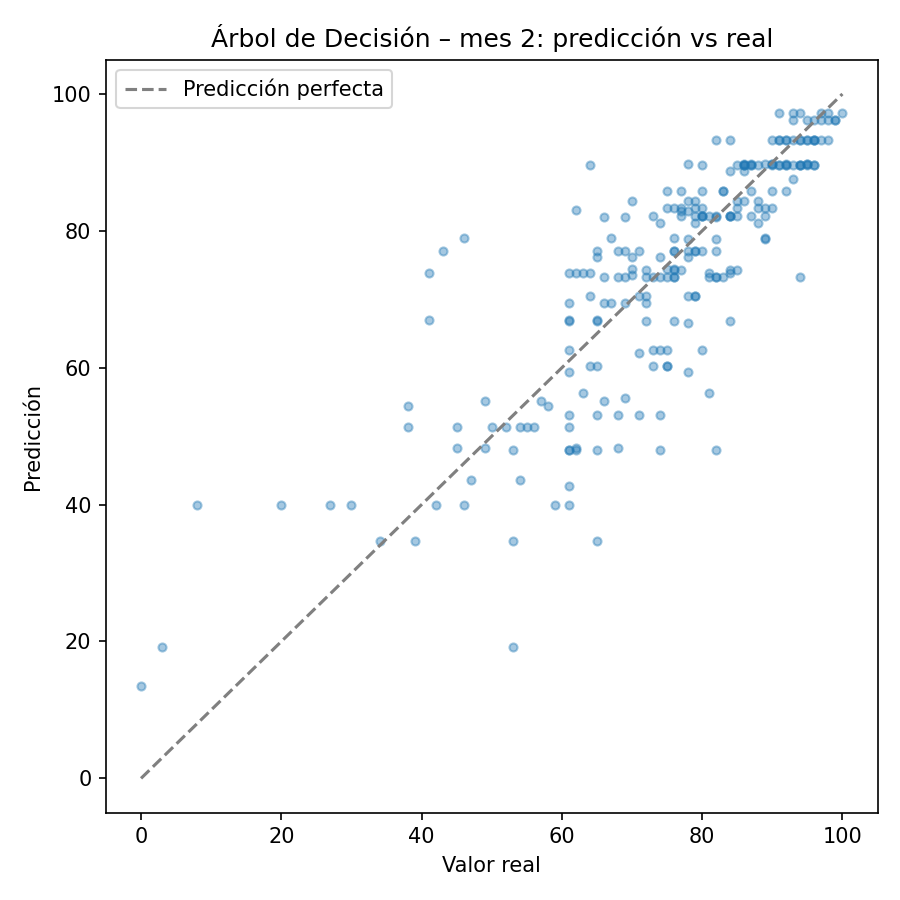 Árbol de Decisión – mes 2: predicción vs real
Predicción perfecta
100
80
60
40
20
0
Predicción
0 20 40 60 80 100
Valor real